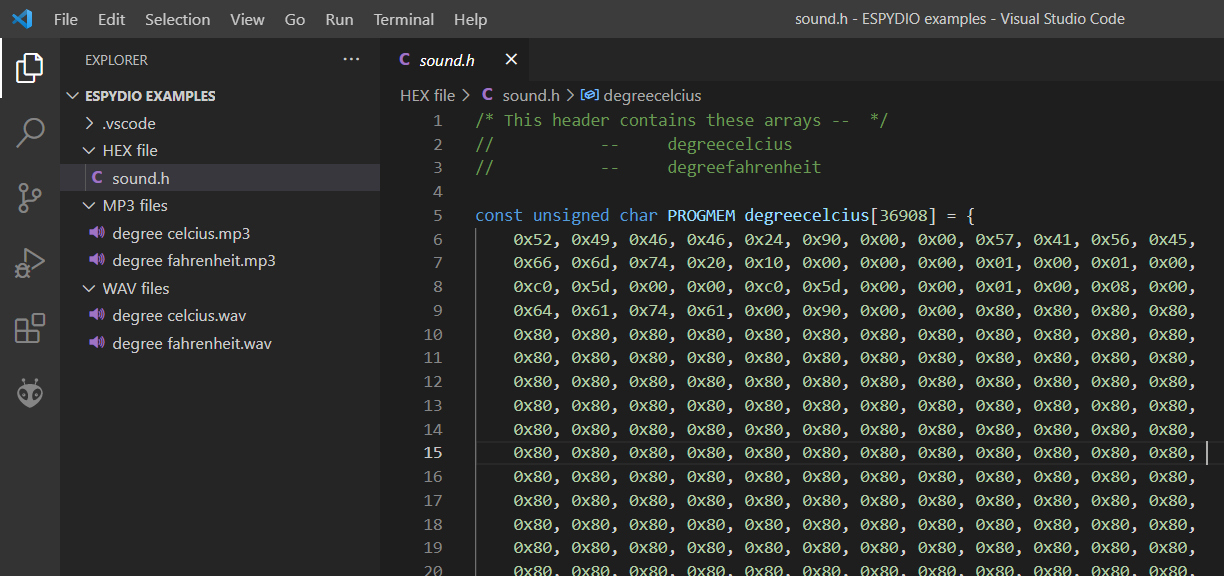 File Edit Selection View Go Run Terminal Help
sound.h - ESPYDIO examples - Visual Studio Code
EXPLORER
ESPYDIO EXAMPLES
.vscode
HEX file
C sound.h
MP3 files
degree celcius.mp3
degree fahrenheit.mp3
WAV files
degree celcius.wav
degree fahrenheit.wav
C sound.h
HEX file > C sound.h > degreecelcius
1 /* This header contains these arrays --  */
2 // -- degreecelcius
3 // -- degreefahrenheit
4
5 const unsigned char PROGMEM degreecelcius[36908] = {
6 0x52, 0x49, 0x46, 0x46, 0x24, 0x90, 0x00, 0x00, 0x57, 0x41, 0x56, 0x45,
7 0x66, 0x6d, 0x74, 0x20, 0x10, 0x00, 0x00, 0x00, 0x01, 0x00, 0x01, 0x00,
8 0xc0, 0x5d, 0x00, 0x00, 0xc0, 0x5d, 0x00, 0x00, 0x01, 0x00, 0x08, 0x00,
9 0x64, 0x61, 0x74, 0x61, 0x00, 0x90, 0x00, 0x00, 0x80, 0x80, 0x80, 0x80,
10 0x80, 0x80, 0x80, 0x80, 0x80, 0x80, 0x80, 0x80, 0x80, 0x80, 0x80, 0x80,
11 0x80, 0x80, 0x80, 0x80, 0x80, 0x80, 0x80, 0x80, 0x80, 0x80, 0x80, 0x80,
12 0x80, 0x80, 0x80, 0x80, 0x80, 0x80, 0x80, 0x80, 0x80, 0x80, 0x80, 0x80,
13 0x80, 0x80, 0x80, 0x80, 0x80, 0x80, 0x80, 0x80, 0x80, 0x80, 0x80, 0x80,
14 0x80, 0x80, 0x80, 0x80, 0x80, 0x80, 0x80, 0x80, 0x80, 0x80, 0x80, 0x80,
15 0x80, 0x80, 0x80, 0x80, 0x80, 0x80, 0x80, 0x80, 0x80, 0x80, 0x80, 0x80,
16 0x80, 0x80, 0x80, 0x80, 0x80, 0x80, 0x80, 0x80, 0x80, 0x80, 0x80, 0x80,
17 0x80, 0x80, 0x80, 0x80, 0x80, 0x80, 0x80, 0x80, 0x80, 0x80, 0x80, 0x80,
18 0x80, 0x80, 0x80, 0x80, 0x80, 0x80, 0x80, 0x80, 0x80, 0x80, 0x80, 0x80,
19 0x80, 0x80, 0x80, 0x80, 0x80, 0x80, 0x80, 0x80, 0x80, 0x80, 0x80, 0x80,
20 0x80, 0x80, 0x80, 0x80, 0x80, 0x80, 0x80, 0x80, 0x80, 0x80, 0x80, 0x80,